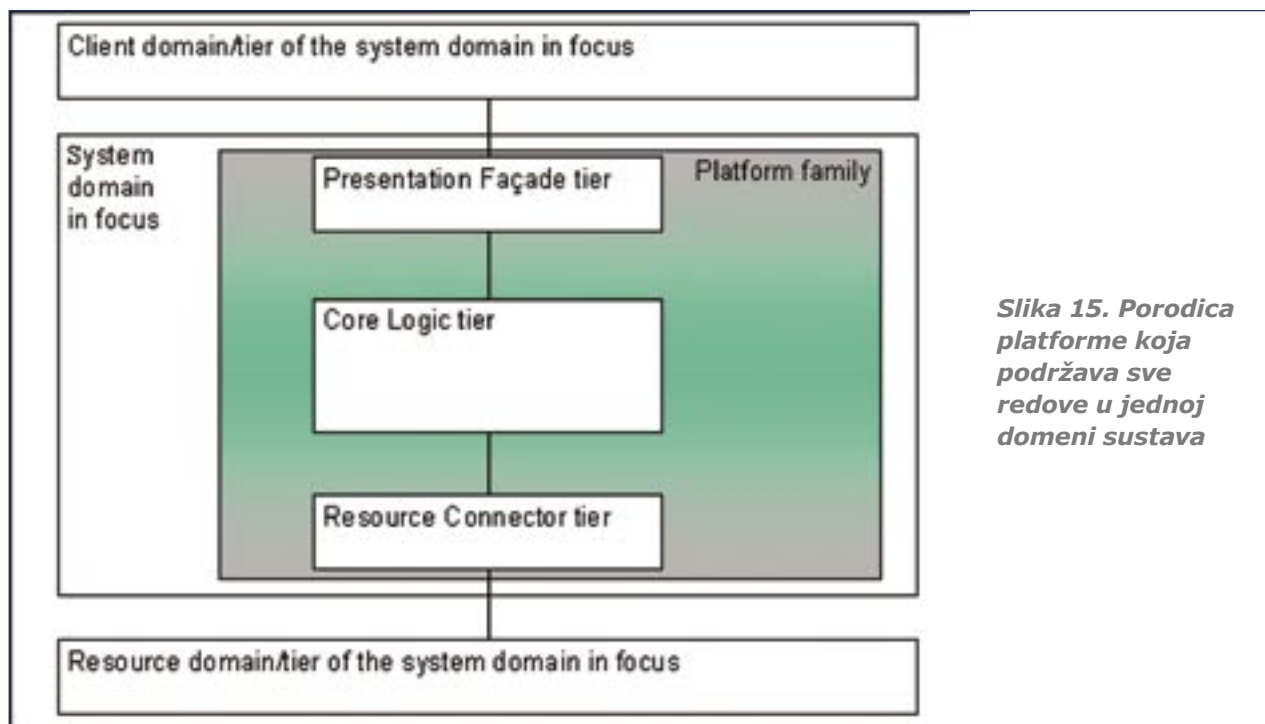 Client domain/tier of the system domain in focus
System
domain
in focus
Presentation Façade tier
Platform family
Core Logic tier
Resource Connector tier
Resource domain/tier of the system domain in focus
Slika 15. Porodica
platforme koja
podržava sve
redove u jednoj
domeni sustava